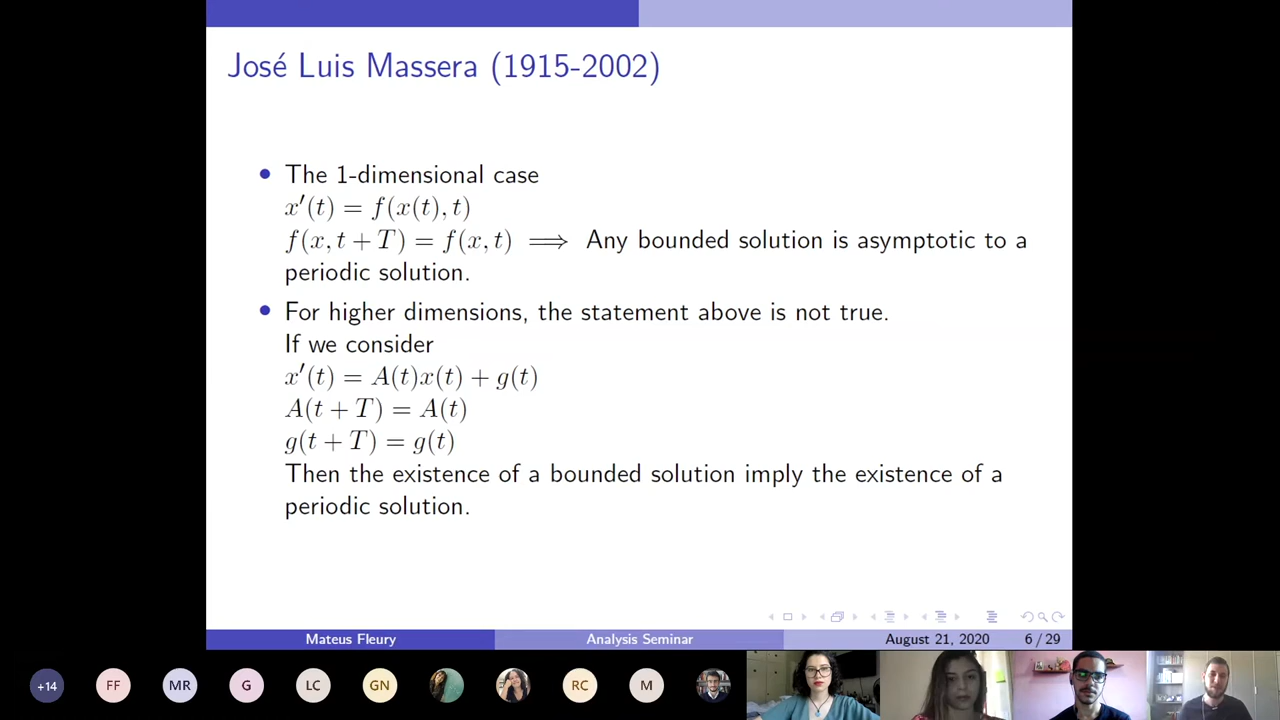 José Luis Massera (1915-2002)
• The 1-dimensional case
x′(t) = f(x(t), t)
f(x, t + T) = f(x, t) ⟹ Any bounded solution is asymptotic to a
periodic solution.
• For higher dimensions, the statement above is not true.
If we consider
x′(t) = A(t)x(t) + g(t)
A(t + T) = A(t)
g(t + T) = g(t)
Then the existence of a bounded solution imply the existence of a
periodic solution.
Mateus Fleury Analysis Seminar August 21, 2020 6 / 29
+14 FF MR G LC GN RC M